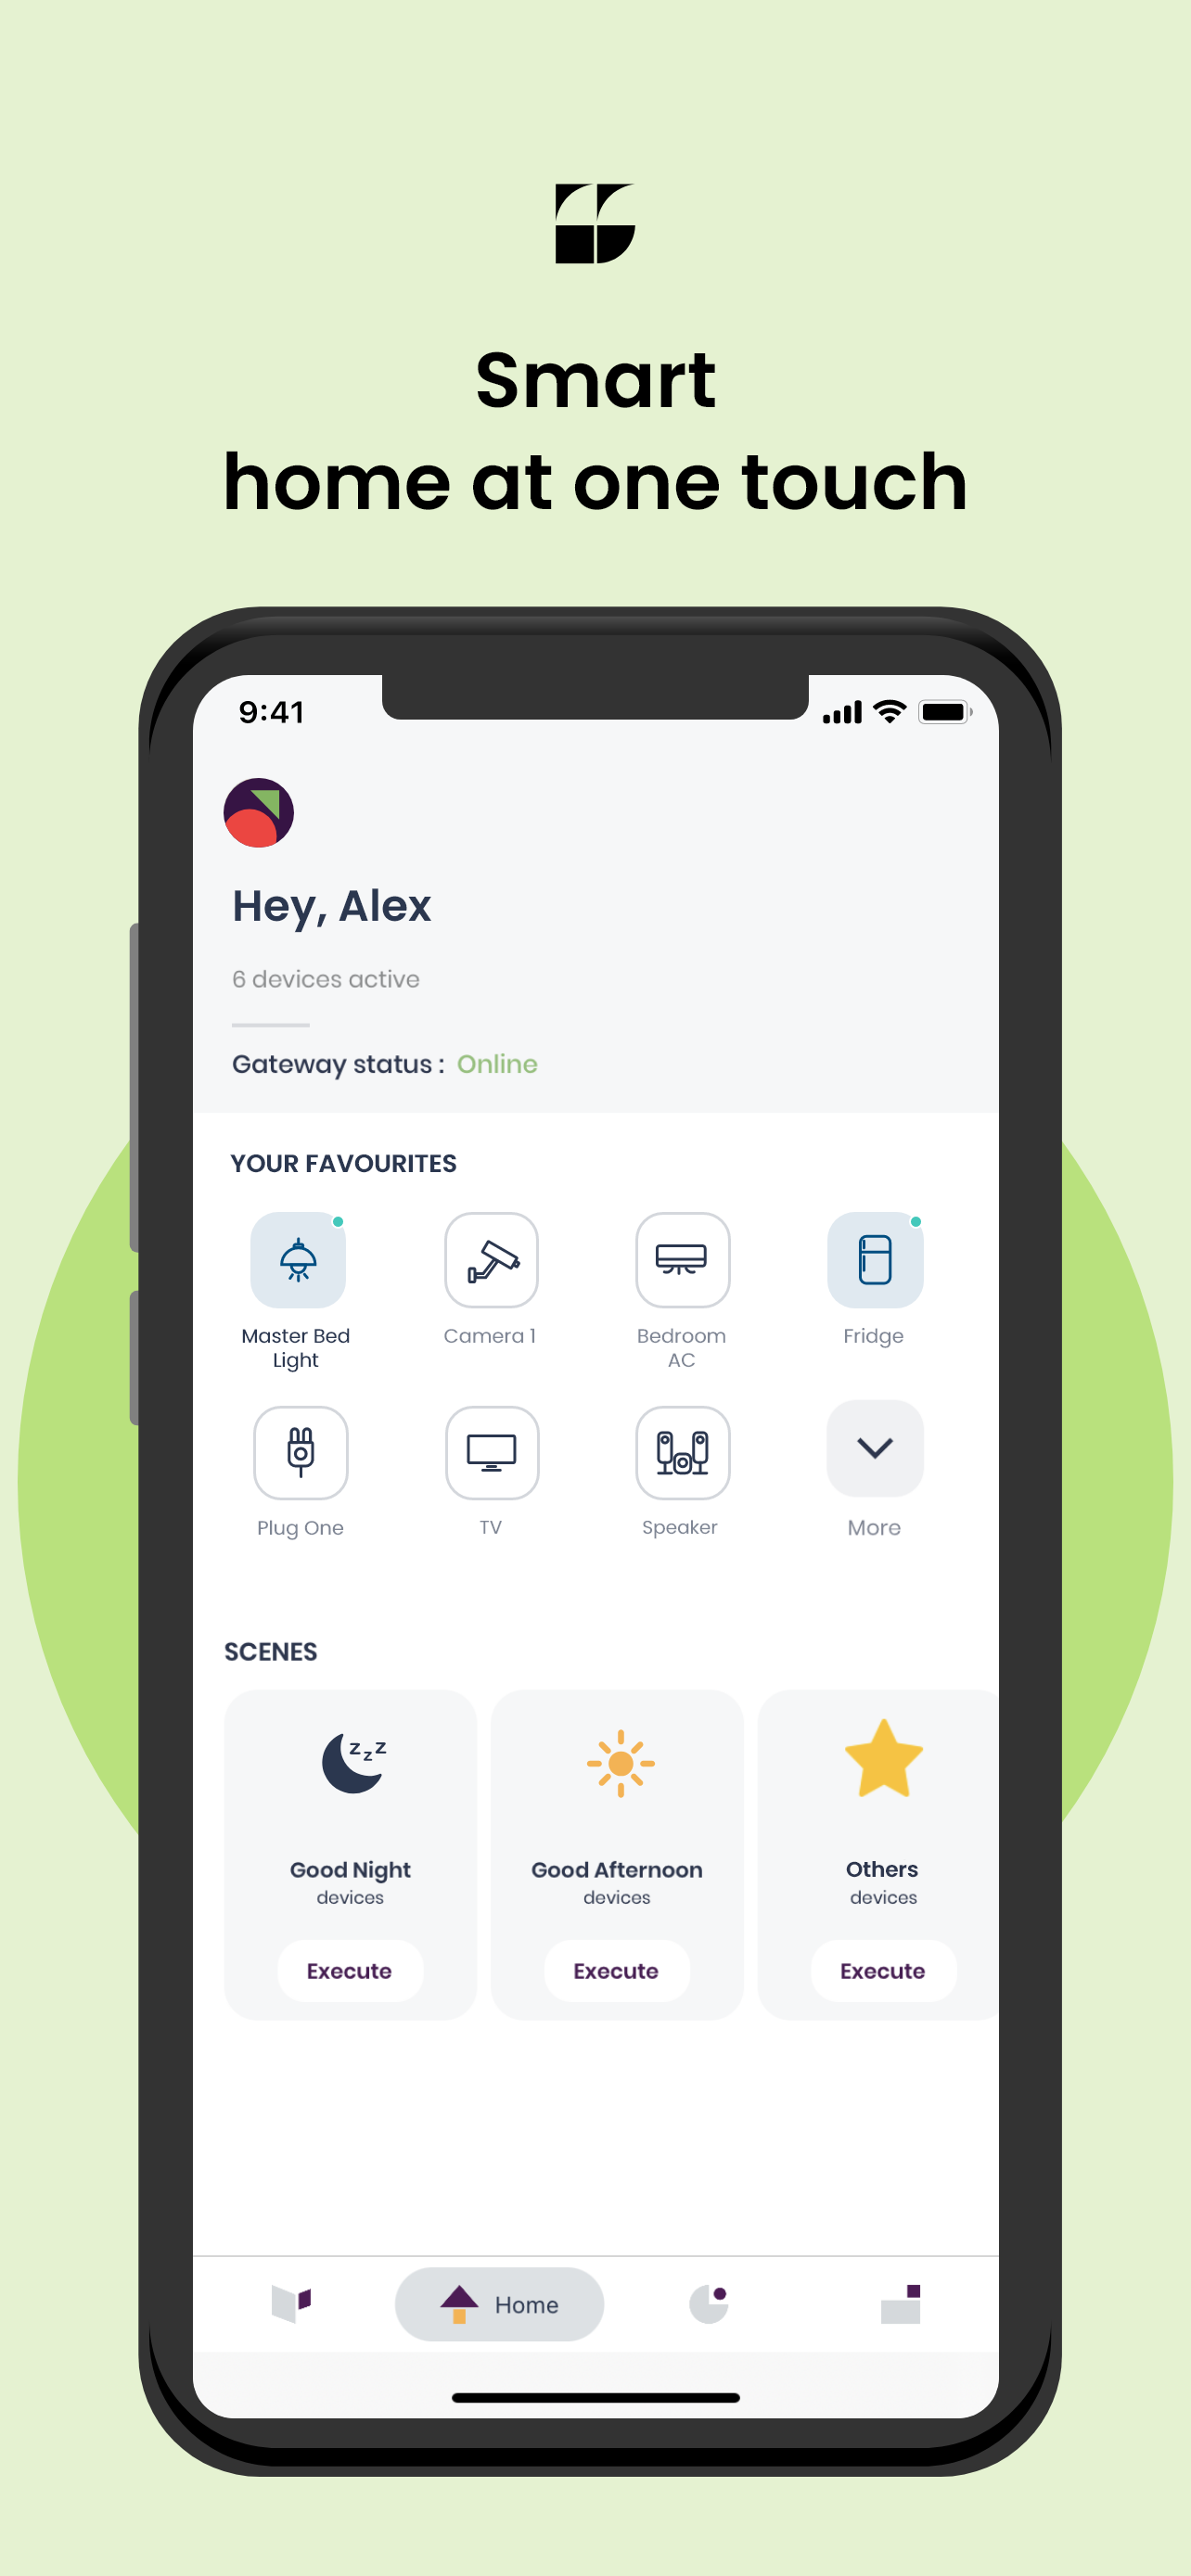 Smart
home at one touch
9:41
Hey, Alex
6 devices active
Gateway status : Online
YOUR FAVOURITES
Master Bed
Light
Camera 1
Bedroom
AC
Fridge
Plug One
TV
Speaker
More
SCENES
z z z
Good Night
devices
Execute
Good Afternoon
devices
Execute
Others
devices
Execute
Home